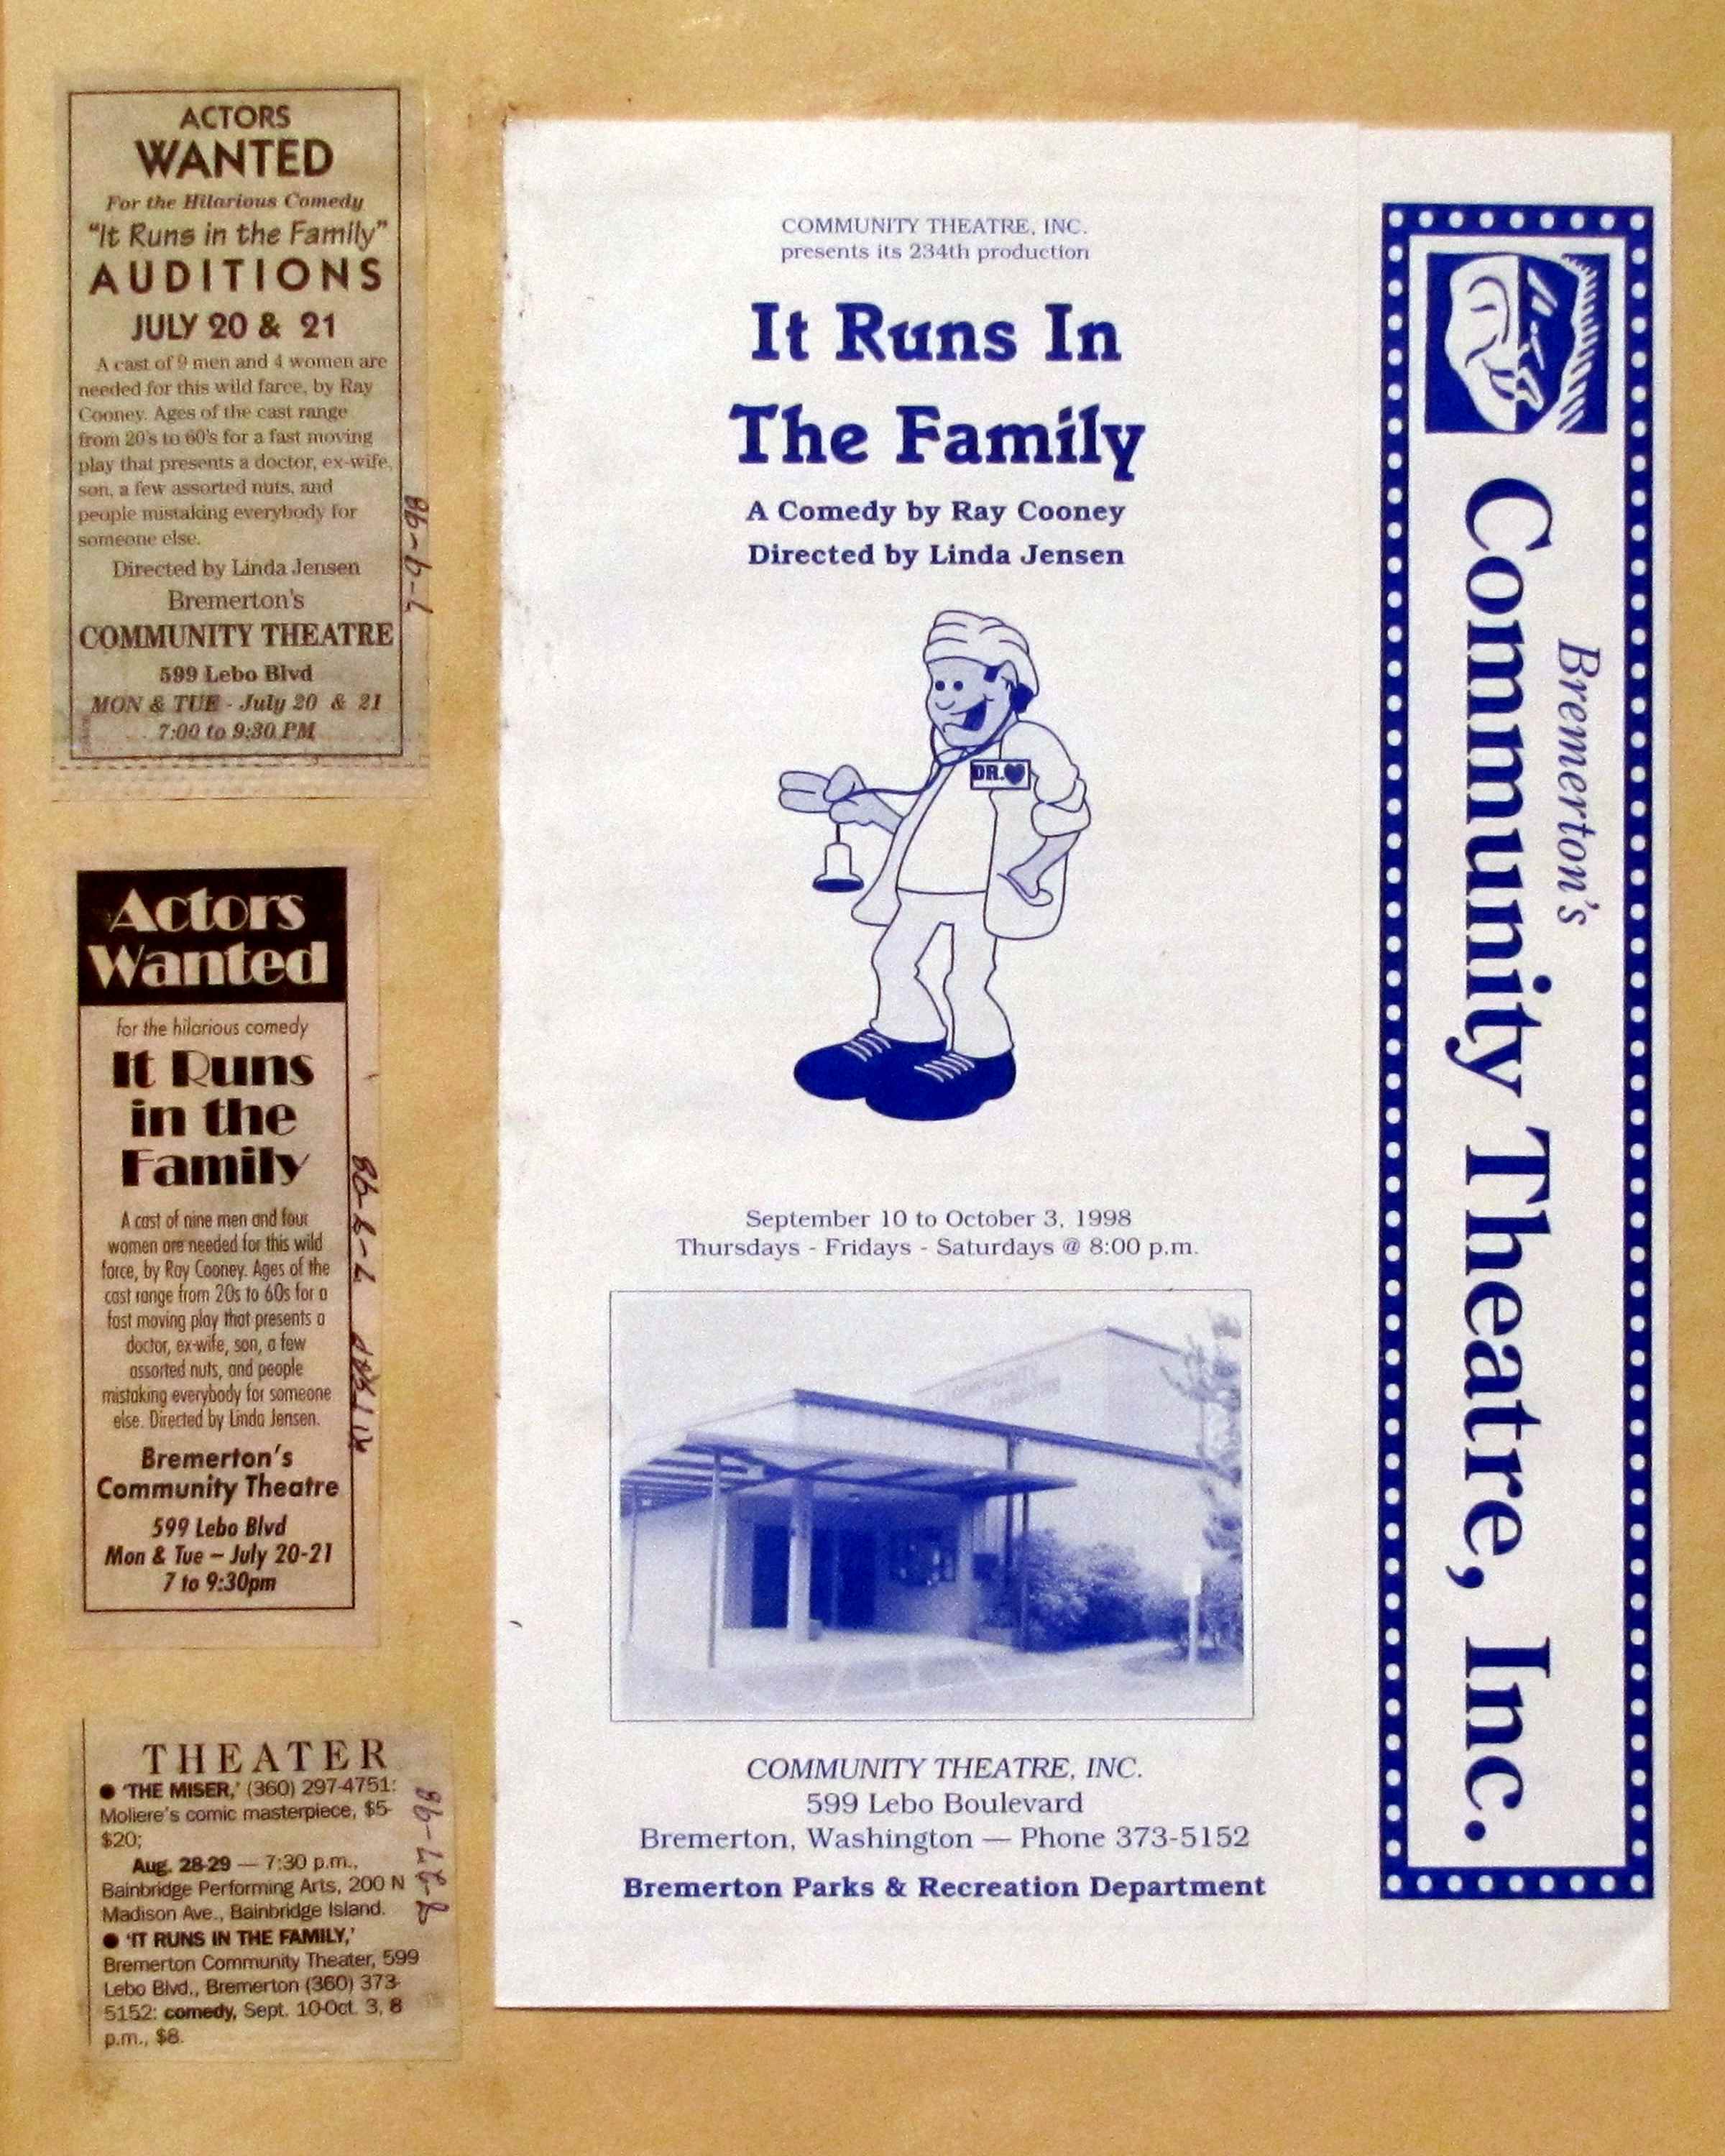 ACTORS
WANTED
For the Hilarious Comedy
"It Runs in the Family"
AUDITIONS
JULY 20 & 21
A cast of 9 men and 4 women are
needed for this wild farce, by Ray
Cooney. Ages of the cast range
from 20's to 60's for a fast moving
play that presents a doctor, ex-wife,
son, a few assorted nuts, and
people mistaking everybody for
someone else.
Directed by Linda Jensen
Bremerton's
COMMUNITY THEATRE
599 Lebo Blvd
MON & TUE - July 20 & 21
7:00 to 9:30 PM
7-9-98
Actors
Wanted
for the hilarious comedy
It Runs
in the
Family
A cast of nine men and four
women are needed for this wild
farce, by Ray Cooney. Ages of the
cast range from 20s to 60s for a
fast moving play that presents a
doctor, ex-wife, son, a few
assorted nuts, and people
mistaking everybody for someone
else. Directed by Linda Jensen.
Bremerton's
Community Theatre
599 Lebo Blvd
Mon & Tue – July 20-21
7 to 9:30pm
THEATER
● 'THE MISER,' (360) 297-4751:
Moliere's comic masterpiece, $5-
$20;
Aug. 28-29 — 7:30 p.m.,
Bainbridge Performing Arts, 200 N
Madison Ave., Bainbridge Island.
● 'IT RUNS IN THE FAMILY,'
Bremerton Community Theater, 599
Lebo Blvd., Bremerton (360) 373-
5152: comedy, Sept. 10-Oct. 3, 8
p.m., $8.
8-27-98
COMMUNITY THEATRE, INC.
presents its 234th production
It Runs In
The Family
A Comedy by Ray Cooney
Directed by Linda Jensen
DR.
September 10 to October 3, 1998
Thursdays - Fridays - Saturdays @ 8:00 p.m.
COMMUNITY THEATRE, INC.
599 Lebo Boulevard
Bremerton, Washington — Phone 373-5152
Bremerton Parks & Recreation Department
Bremerton's
Community Theatre, Inc.